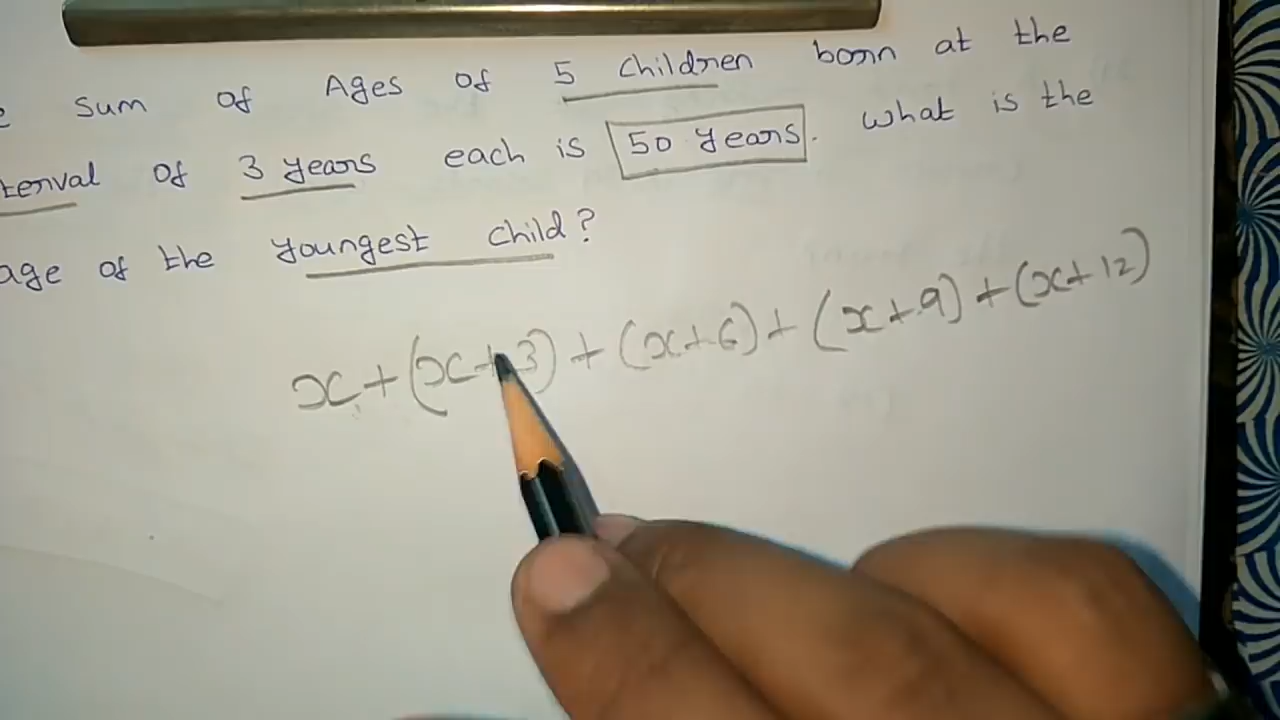 sum of Ages of 5 children born at the
terval of 3 years each is 50 years. what is the
age of the youngest child?
x + (x+3) + (x+6) + (x+9) + (x+12)